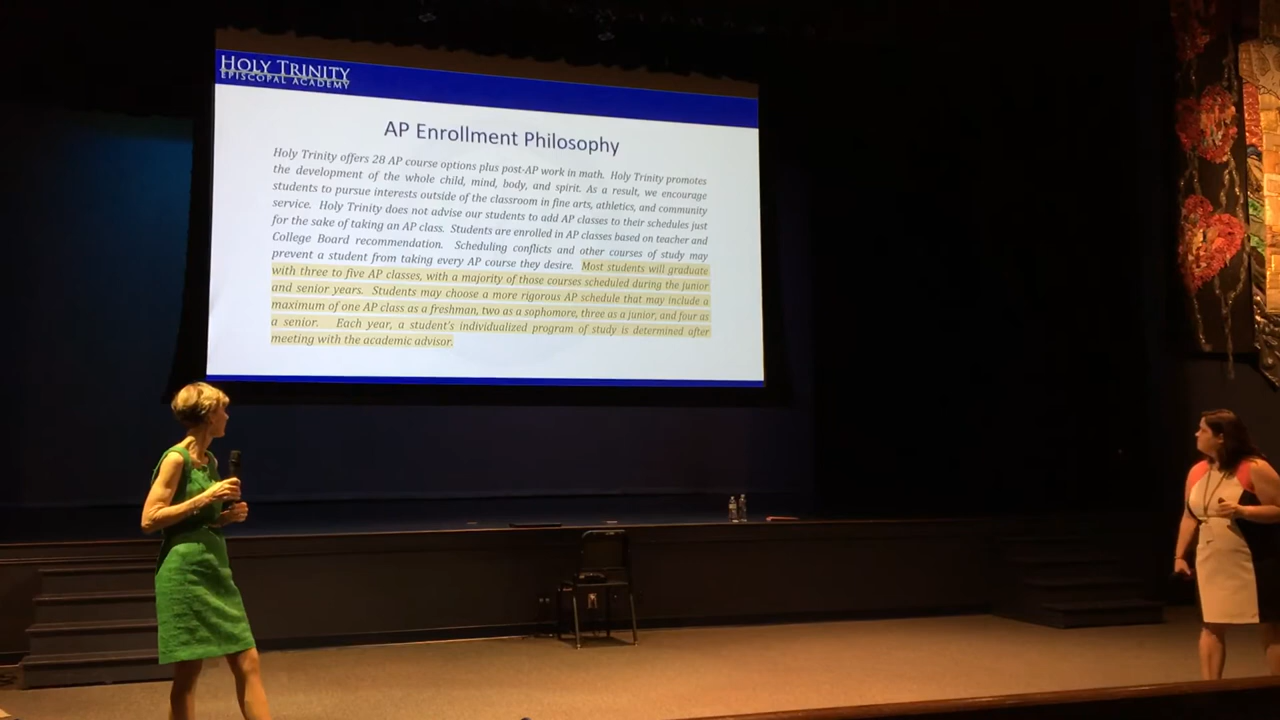 HOLY TRINITY
EPISCOPAL ACADEMY
AP Enrollment Philosophy
Holy Trinity offers 28 AP course options plus post-AP work in math. Holy Trinity promotes
the development of the whole child, mind, body, and spirit. As a result, we encourage
students to pursue interests outside of the classroom in fine arts, athletics, and community
service. Holy Trinity does not advise our students to add AP classes to their schedules just
for the sake of taking an AP class. Students are enrolled in AP classes based on teacher and
College Board recommendation. Scheduling conflicts and other courses of study may
prevent a student from taking every AP course they desire. Most students will graduate
with three to five AP classes, with a majority of those courses scheduled during the junior
and senior years. Students may choose a more rigorous AP schedule that may include a
maximum of one AP class as a freshman, two as a sophomore, three as a junior, and four as
a senior. Each year, a student's individualized program of study is determined after
meeting with the academic advisor.